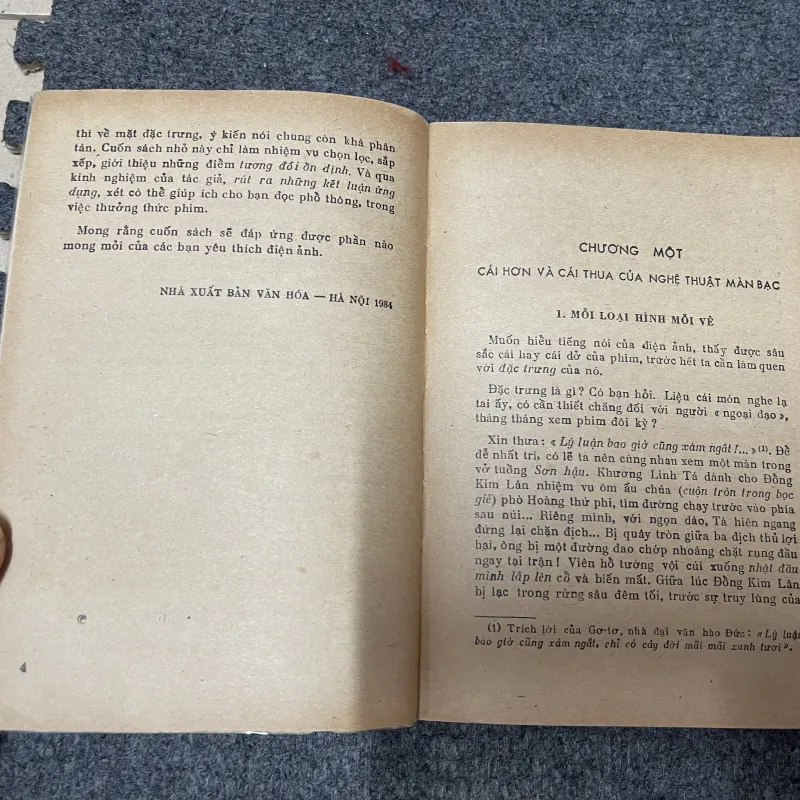 thì về mặt đặc trưng, ý kiến nói chung còn khá phân
tán. Cuốn sách nhỏ này chỉ làm nhiệm vụ chọn lọc, sắp
xếp, giới thiệu những điểm tương đối ổn định. Và qua
kinh nghiệm của tác giả, rút ra những kết luận ứng
dụng, xét có thể giúp ích cho bạn đọc phổ thông, trong
việc thưởng thức phim.
Mong rằng cuốn sách sẽ đáp ứng được phần nào
mong mỏi của các bạn yêu thích điện ảnh.
NHÀ XUẤT BẢN VĂN HÓA — HÀ NỘI 1984
4
CHƯƠNG MỘT
CÁI HƠN VÀ CÁI THUA CỦA NGHỆ THUẬT MÀN BẠC
1. MỖI LOẠI HÌNH MỖI VẺ
Muốn hiểu tiếng nói của điện ảnh, thấy được sâu
sắc cái hay cái dở của phim, trước hết ta cần làm quen
với đặc trưng của nó.
Đặc trưng là gì ? Có bạn hỏi. Liệu cái món nghe lạ
tai ấy, có cần thiết chăng đối với người « ngoại đạo »,
thảng thảng xem phim đôi kỳ ?
Xin thưa : « Lý luận bao giờ cũng xám ngắt !... » (1). Để
dễ nhất trí, có lẽ ta nên cùng nhau xem một màn trong
vở tuồng Sơn hậu. Khương Linh Tá dành cho Đồng
Kim Lân nhiệm vụ ôm ấu chúa (cuộn tròn trong bọc
giẻ) phò Hoàng thứ phi, tìm đường chạy trước vào phía
sau núi... Riêng mình, với ngọn dáo, Tá hiên ngang
đứng lại chặn địch... Bị quây tròn giữa ba địch thủ lợi
hại, ông bị một đường dao chớp nhoáng chặt rụng đầu
ngay tại trận ! Viên hổ tướng vội cúi xuống nhặt đầu
mình lắp lên cổ và biến mất. Giữa lúc Đồng Kim Lân
bị lạc trong rừng sâu đêm tối, trước sự truy lùng của
(1) Trích lời của Gơ-tơ, nhà đại văn hào Đức : « Lý luận
bao giờ cũng xám ngắt, chỉ có cây đời mãi mãi xanh tươi ».